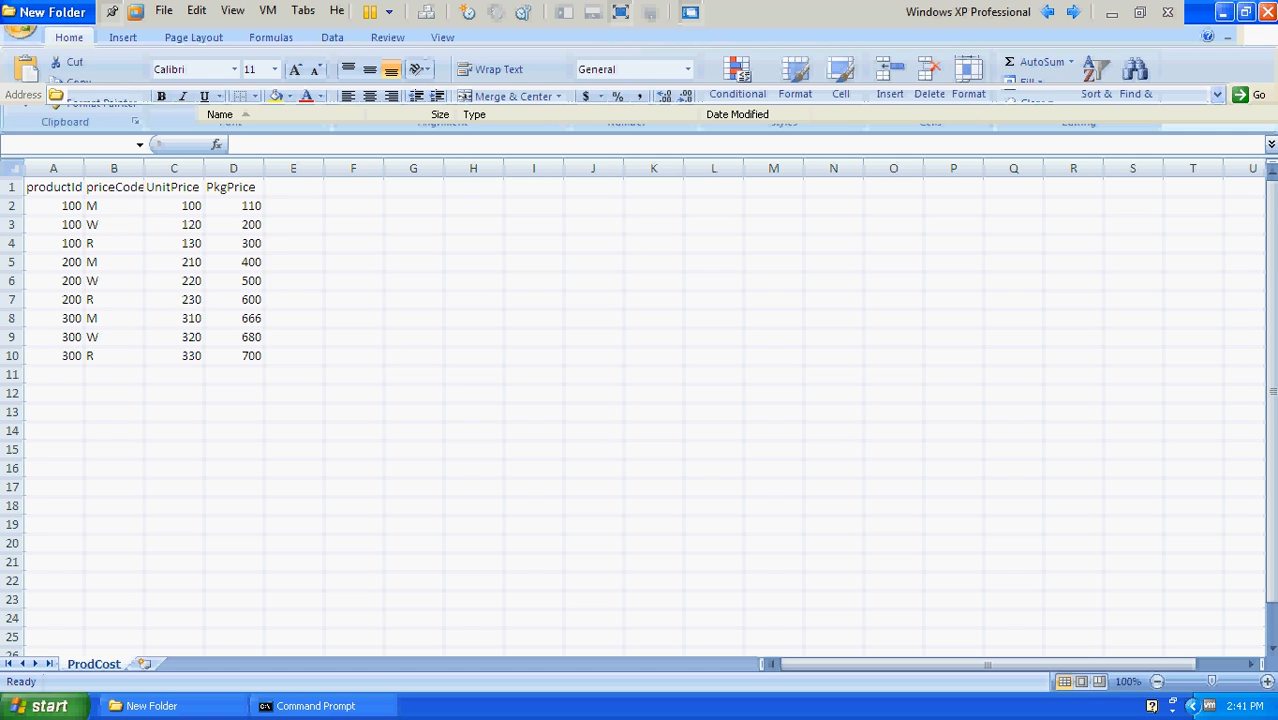 New Folder File Edit View VM Tabs He Windows XP Professional
Home Insert Page Layout Formulas Data Review View
Cut Calibri 11 A A Wrap Text General Σ AutoSum
Copy Fill
Address Format Painter B I U A Merge & Center $ % , Conditional Format Cell Insert Delete Format Sort & Find & Go
Clipboard Name Size Type Date Modified
fx
A B C D E F G H I J K L M N O P Q R S T U
1 productId priceCode UnitPrice PkgPrice
2 100 M 100 110
3 100 W 120 200
4 100 R 130 300
5 200 M 210 400
6 200 W 220 500
7 200 R 230 600
8 300 M 310 666
9 300 W 320 680
10 300 R 330 700
11
12
13
14
15
16
17
18
19
20
21
22
23
24
25
26
ProdCost
Ready 100%
start New Folder Command Prompt 2:41 PM